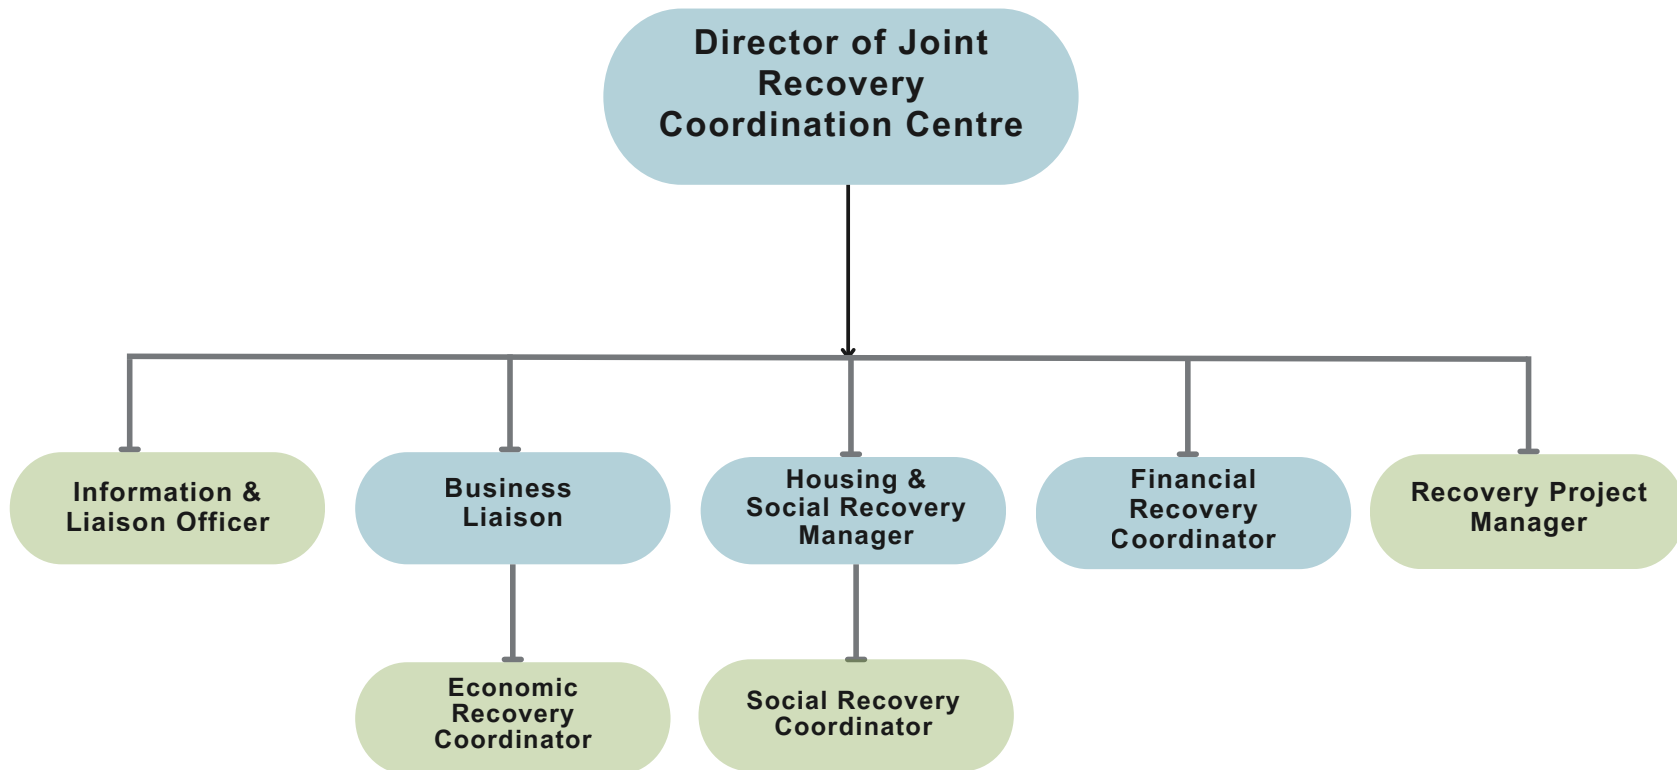 Director of Joint
Recovery
Coordination Centre
Information &
Liaison Officer
Business
Liaison
Housing &
Social Recovery
Manager
Financial
Recovery
Coordinator
Recovery Project
Manager
Economic
Recovery
Coordinator
Social Recovery
Coordinator